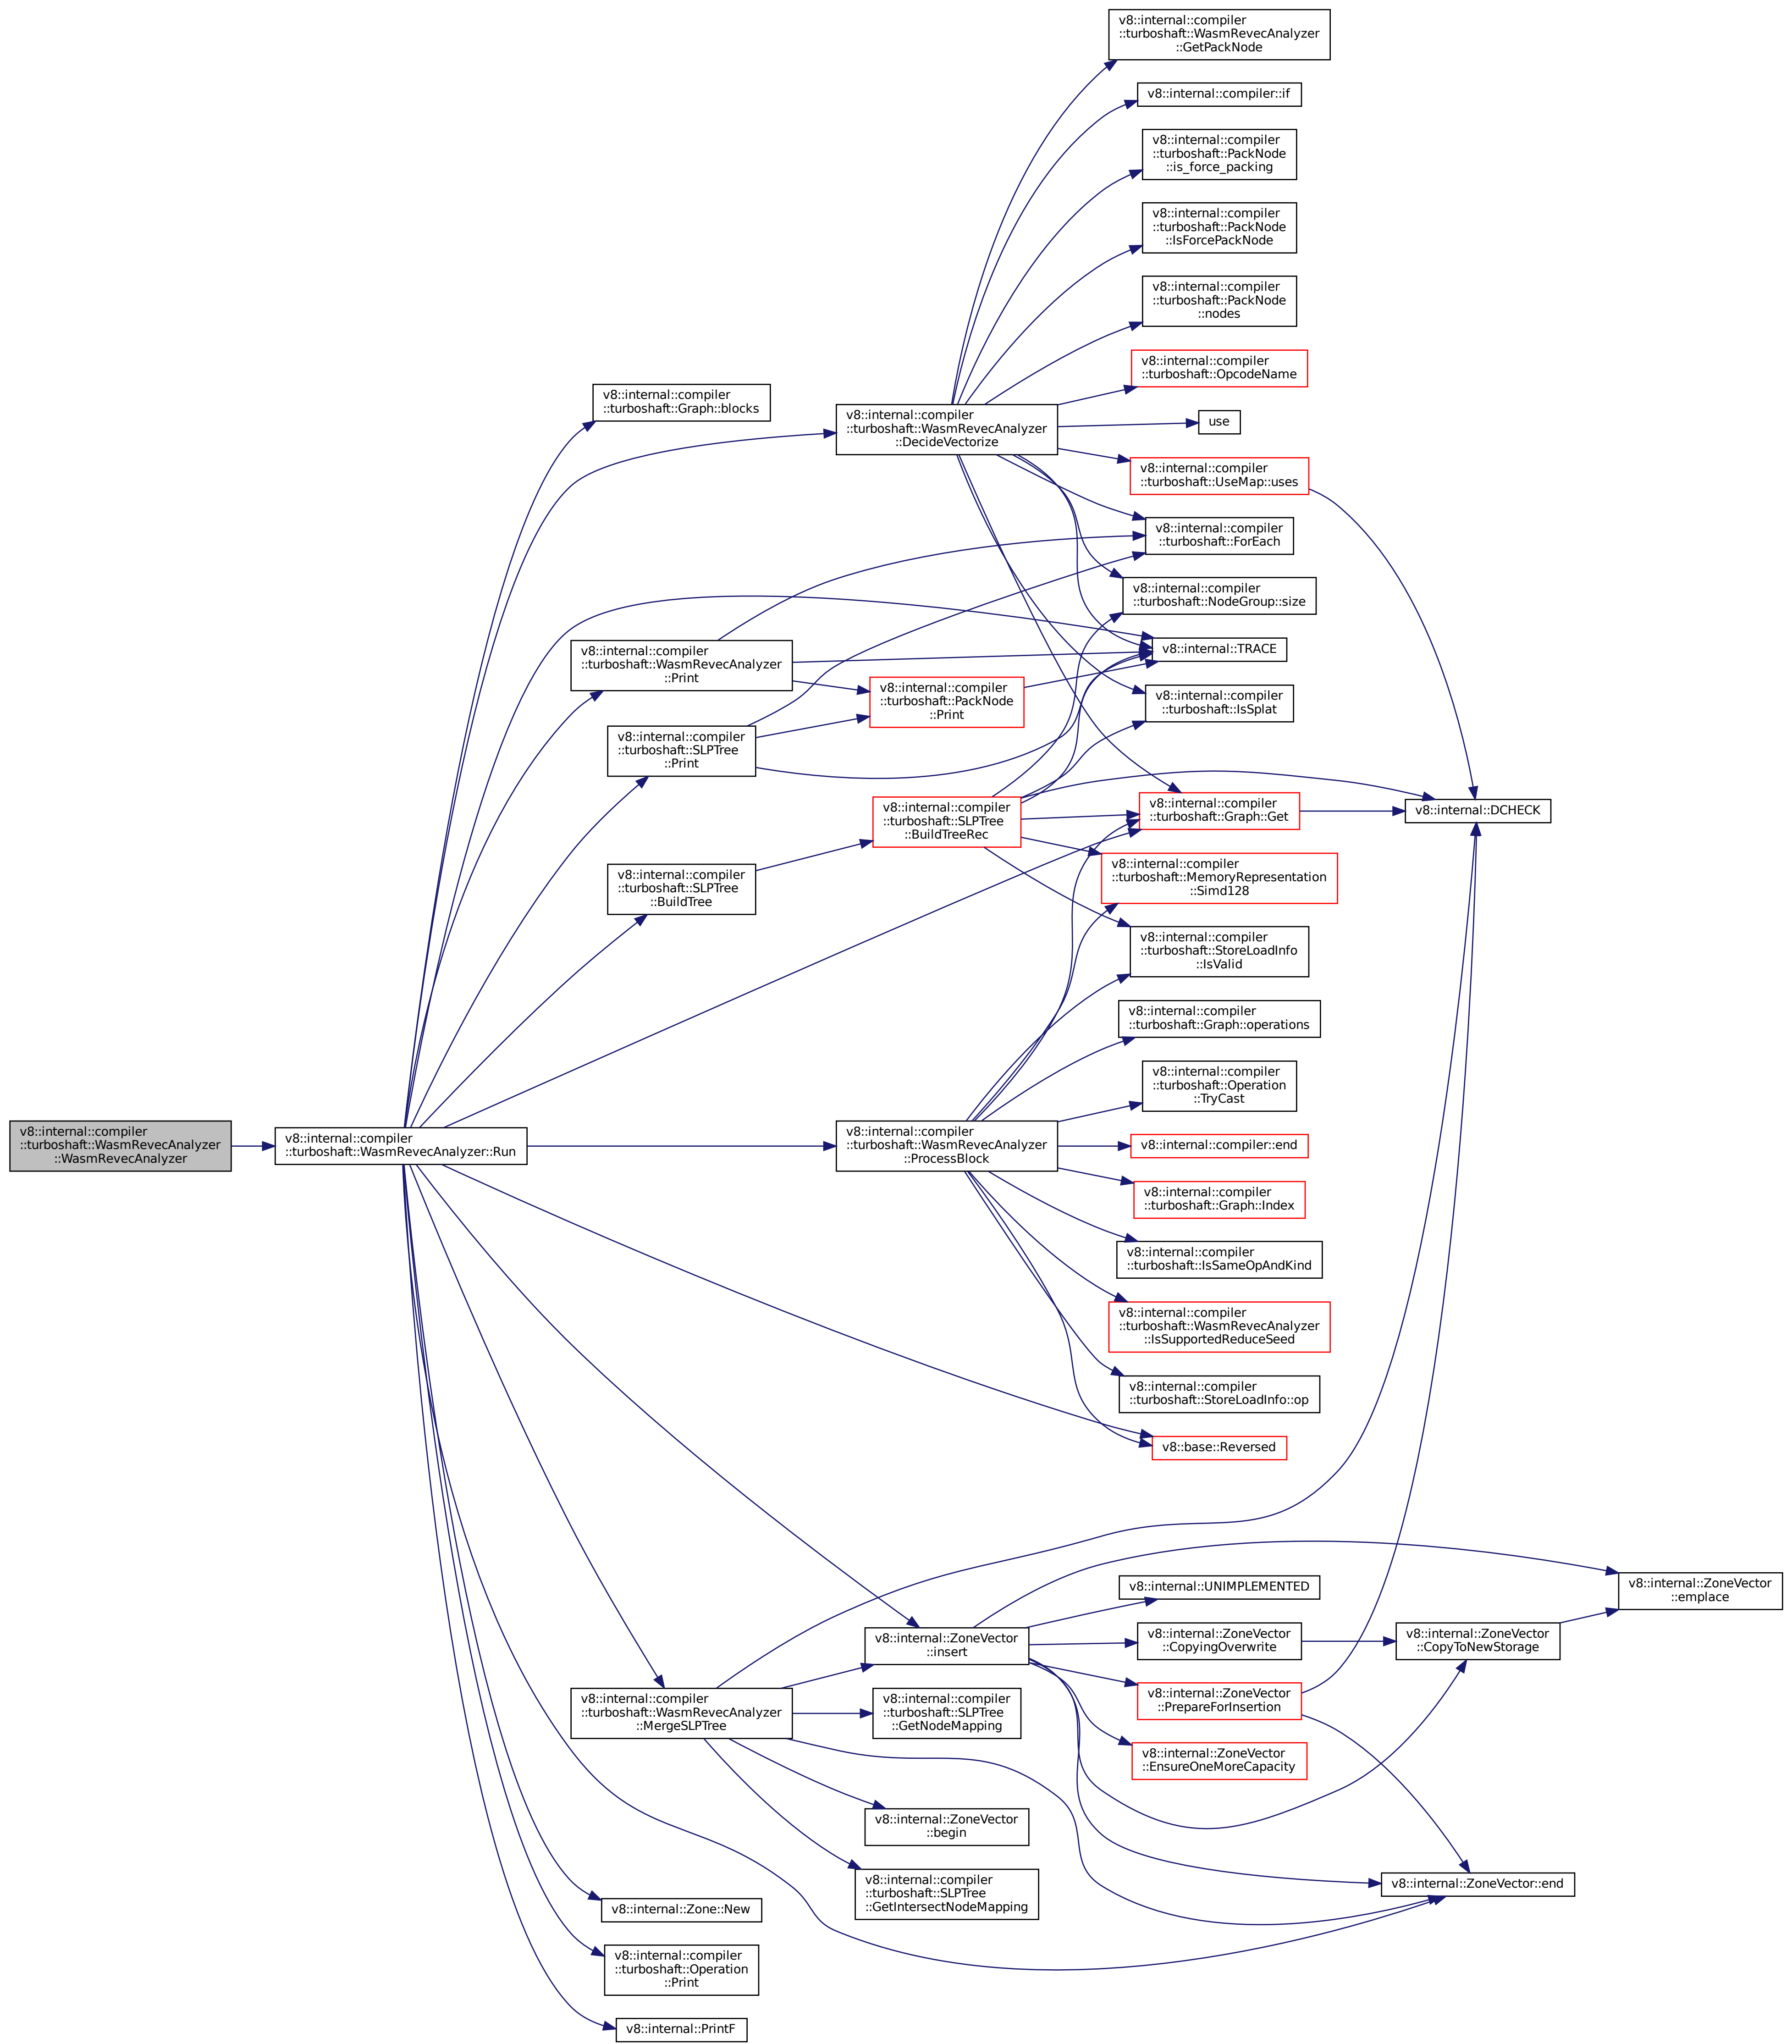 v8::internal::compiler
::turboshaft::WasmRevecAnalyzer
::WasmRevecAnalyzer
v8::internal::compiler
::turboshaft::WasmRevecAnalyzer::Run
v8::internal::compiler
::turboshaft::Graph::blocks
v8::internal::compiler
::turboshaft::WasmRevecAnalyzer
::Print
v8::internal::compiler
::turboshaft::SLPTree
::Print
v8::internal::compiler
::turboshaft::SLPTree
::BuildTree
v8::internal::compiler
::turboshaft::WasmRevecAnalyzer
::MergeSLPTree
v8::internal::Zone::New
v8::internal::compiler
::turboshaft::Operation
::Print
v8::internal::PrintF
v8::internal::compiler
::turboshaft::WasmRevecAnalyzer
::DecideVectorize
v8::internal::compiler
::turboshaft::PackNode
::Print
v8::internal::compiler
::turboshaft::SLPTree
::BuildTreeRec
v8::internal::compiler
::turboshaft::WasmRevecAnalyzer
::ProcessBlock
v8::internal::ZoneVector
::insert
v8::internal::compiler
::turboshaft::SLPTree
::GetNodeMapping
v8::internal::ZoneVector
::begin
v8::internal::compiler
::turboshaft::SLPTree
::GetIntersectNodeMapping
v8::internal::compiler
::turboshaft::WasmRevecAnalyzer
::GetPackNode
v8::internal::compiler::if
v8::internal::compiler
::turboshaft::PackNode
::is_force_packing
v8::internal::compiler
::turboshaft::PackNode
::IsForcePackNode
v8::internal::compiler
::turboshaft::PackNode
::nodes
v8::internal::compiler
::turboshaft::OpcodeName
use
v8::internal::compiler
::turboshaft::UseMap::uses
v8::internal::compiler
::turboshaft::ForEach
v8::internal::compiler
::turboshaft::NodeGroup::size
v8::internal::TRACE
v8::internal::compiler
::turboshaft::IsSplat
v8::internal::compiler
::turboshaft::Graph::Get
v8::internal::compiler
::turboshaft::MemoryRepresentation
::Simd128
v8::internal::compiler
::turboshaft::StoreLoadInfo
::IsValid
v8::internal::compiler
::turboshaft::Graph::operations
v8::internal::compiler
::turboshaft::Operation
::TryCast
v8::internal::compiler::end
v8::internal::compiler
::turboshaft::Graph::Index
v8::internal::compiler
::turboshaft::IsSameOpAndKind
v8::internal::compiler
::turboshaft::WasmRevecAnalyzer
::IsSupportedReduceSeed
v8::internal::compiler
::turboshaft::StoreLoadInfo::op
v8::base::Reversed
v8::internal::UNIMPLEMENTED
v8::internal::ZoneVector
::CopyingOverwrite
v8::internal::ZoneVector
::PrepareForInsertion
v8::internal::ZoneVector
::EnsureOneMoreCapacity
v8::internal::DCHECK
v8::internal::ZoneVector
::CopyToNewStorage
v8::internal::ZoneVector::end
v8::internal::ZoneVector
::emplace